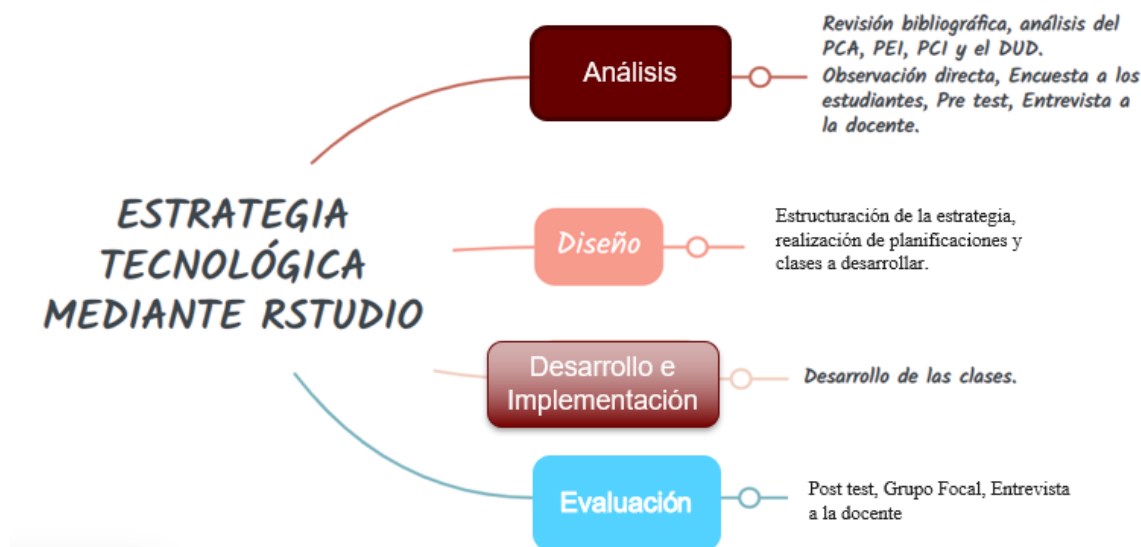 ESTRATEGIA
TECNOLÓGICA
MEDIANTE RSTUDIO
Análisis
Revisión bibliográfica, análisis del
PCA, PEI, PCI y el DUD.
Observación directa, Encuesta a los
estudiantes, Pre test, Entrevista a
la docente.
Diseño
Estructuración de la estrategia,
realización de planificaciones y
clases a desarrollar.
Desarrollo e
Implementación
Desarrollo de las clases.
Evaluación
Post test, Grupo Focal, Entrevista
a la docente